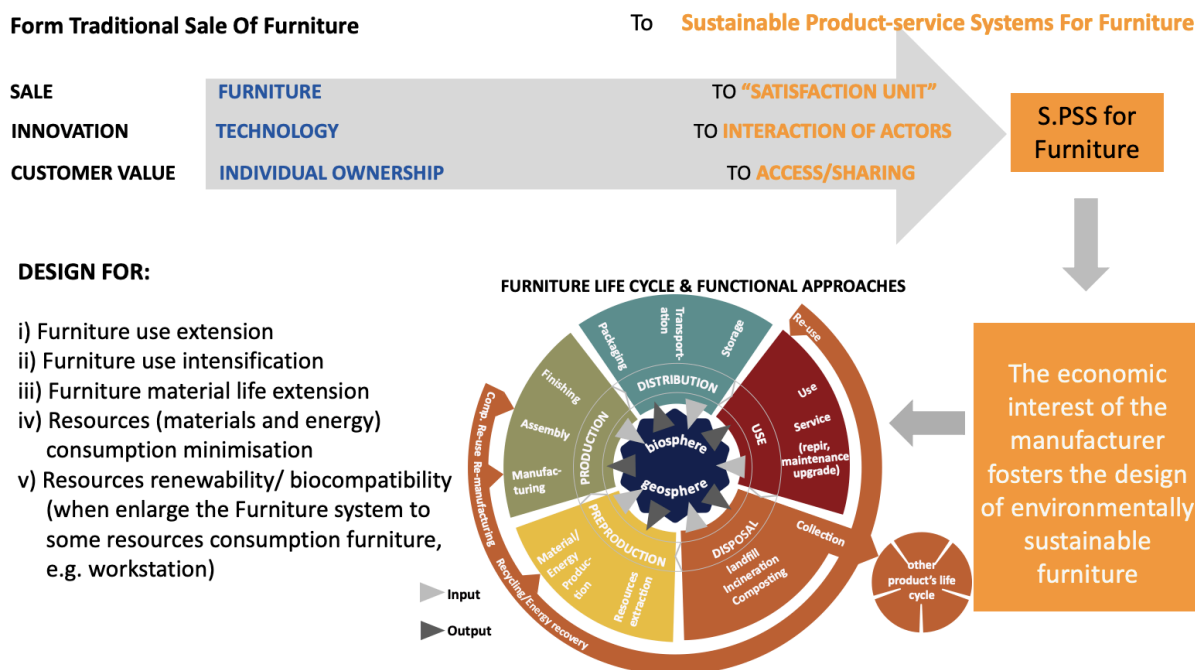 Form Traditional Sale Of Furniture
To Sustainable Product-service Systems For Furniture
SALE FURNITURE TO “SATISFACTION UNIT”
INNOVATION TECHNOLOGY TO INTERACTION OF ACTORS
CUSTOMER VALUE INDIVIDUAL OWNERSHIP TO ACCESS/SHARING
S.PSS for
Furniture
DESIGN FOR:
i) Furniture use extension
ii) Furniture use intensification
iii) Furniture material life extension
iv) Resources (materials and energy)
consumption minimisation
v) Resources renewability/ biocompatibility
(when enlarge the Furniture system to
some resources consumption furniture,
e.g. workstation)
FURNITURE LIFE CYCLE & FUNCTIONAL APPROACHES
Packaging
Transport-
ation
Storage
DISTRIBUTION
Re-use
Use
Service
(repir,
maintenance
upgrade)
USE
Finishing
Assembly
Manufac-
turing
PRODUCTION
biosphere
geosphere
Comp. Re-use Re-manufacturing
Recycling/Energy recovery
PREPRODUCTION
Material/
Energy
Produc-
tion
Resources
extraction
DISPOSAL
landfill
Incineration
Composting
Collection
other
product's life
cycle
Input
Output
The economic
interest of the
manufacturer
fosters the design
of environmentally
sustainable
furniture